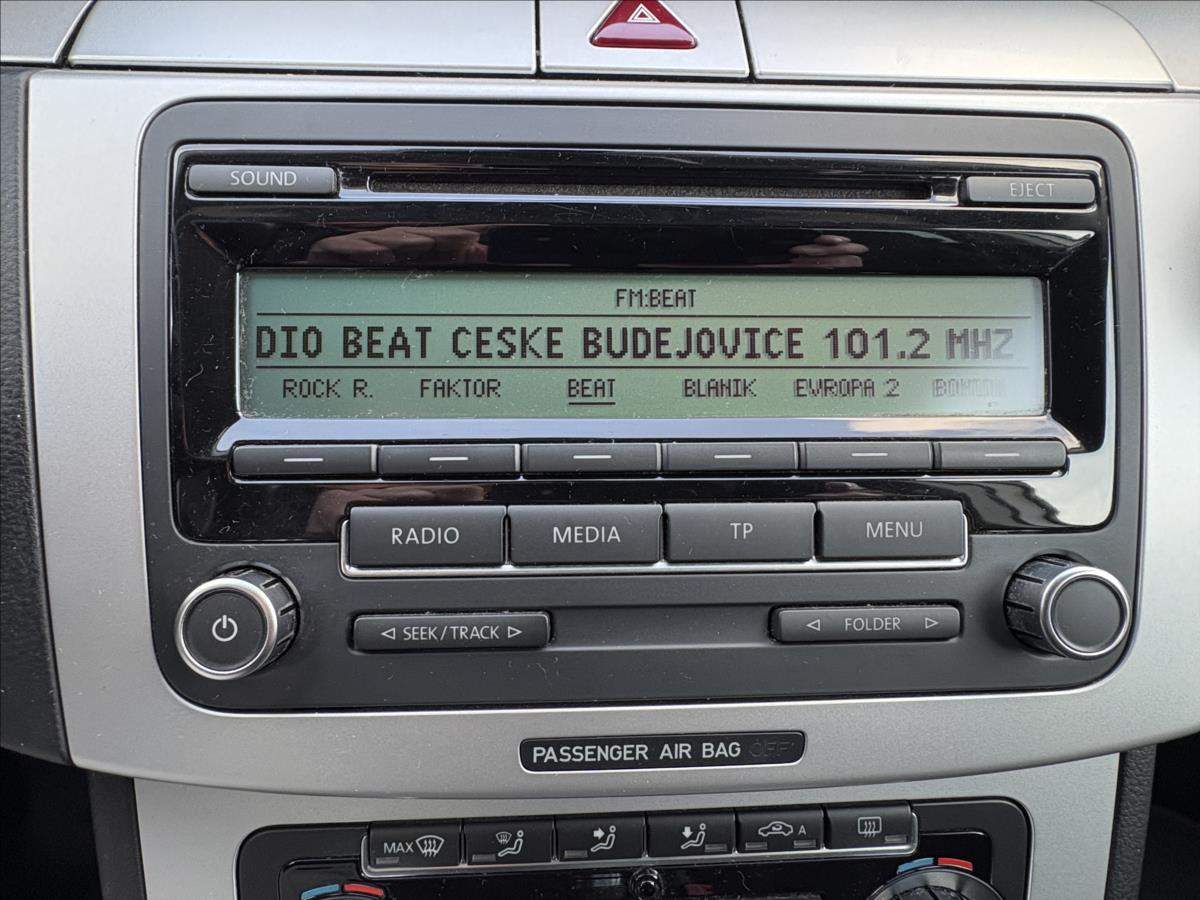 SOUND EJECT
FM:BEAT
DIO BEAT CESKE BUDEJOVICE 101.2 MHZ
ROCK R. FAKTOR BEAT BLANIK EVROPA 2
RADIO MEDIA TP MENU
SEEK/TRACK FOLDER
PASSENGER AIR BAG OFF
MAX A